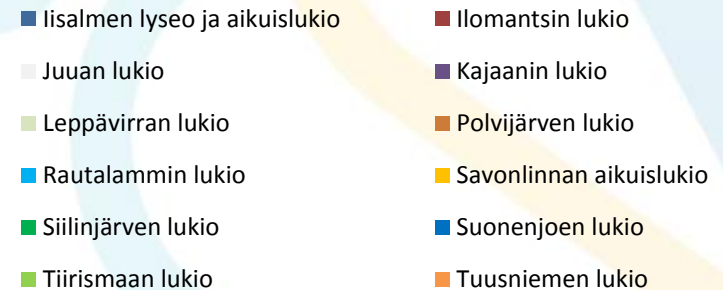 Iisalmen lyseo ja aikuislukio
Ilomantsin lukio
Juuan lukio
Kajaanin lukio
Leppävirran lukio
Polvijärven lukio
Rautalammin lukio
Savonlinnan aikuislukio
Siilinjärven lukio
Suonenjoen lukio
Tiirismaan lukio
Tuusniemen lukio